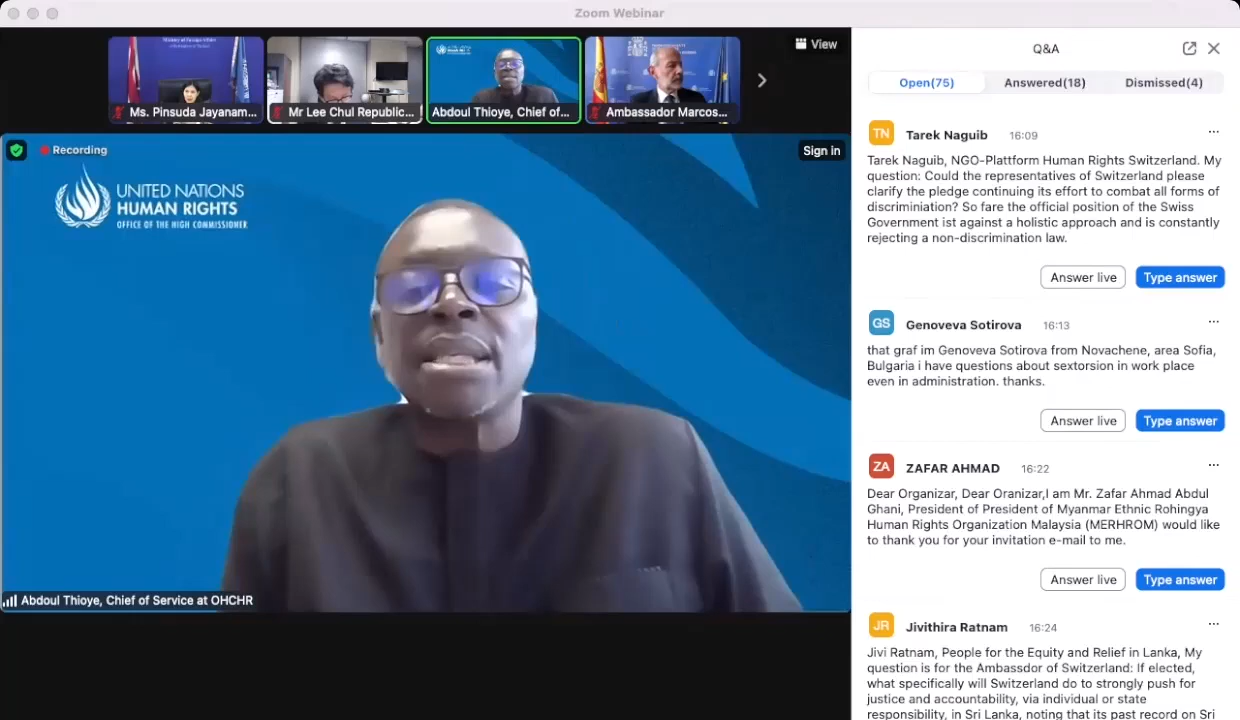 Zoom Webinar
View
Ms. Pinsuda Jayanam...
Mr Lee Chul Republic...
Abdoul Thioye, Chief of...
Ambassador Marcos...
Recording
Sign in
UNITED NATIONS
HUMAN RIGHTS
OFFICE OF THE HIGH COMMISSIONER
Abdoul Thioye, Chief of Service at OHCHR
Q&A
Open(75)
Answered(18)
Dismissed(4)
TN
Tarek Naguib 16:09
Tarek Naguib, NGO-Plattform Human Rights Switzerland. My
question: Could the representatives of Switzerland please
clarify the pledge continuing its effort to combat all forms of
discriminiation? So fare the official position of the Swiss
Government ist against a holistic approach and is constantly
rejecting a non-discrimination law.
Answer live
Type answer
GS
Genoveva Sotirova 16:13
that graf im Genoveva Sotirova from Novachene, area Sofia,
Bulgaria i have questions about sextorsion in work place
even in administration. thanks.
Answer live
Type answer
ZA
ZAFAR AHMAD 16:22
Dear Organizar, Dear Oranizar,I am Mr. Zafar Ahmad Abdul
Ghani, President of President of Myanmar Ethnic Rohingya
Human Rights Organization Malaysia (MERHROM) would like
to thank you for your invitation e-mail to me.
Answer live
Type answer
JR
Jivithira Ratnam 16:24
Jivi Ratnam, People for the Equity and Relief in Lanka, My
question is for the Ambassdor of Switzerland: If elected,
what specifically will Switzerland do to strongly push for
justice and accountability, via individual or state
responsibility, in Sri Lanka, noting that its past record on Sri